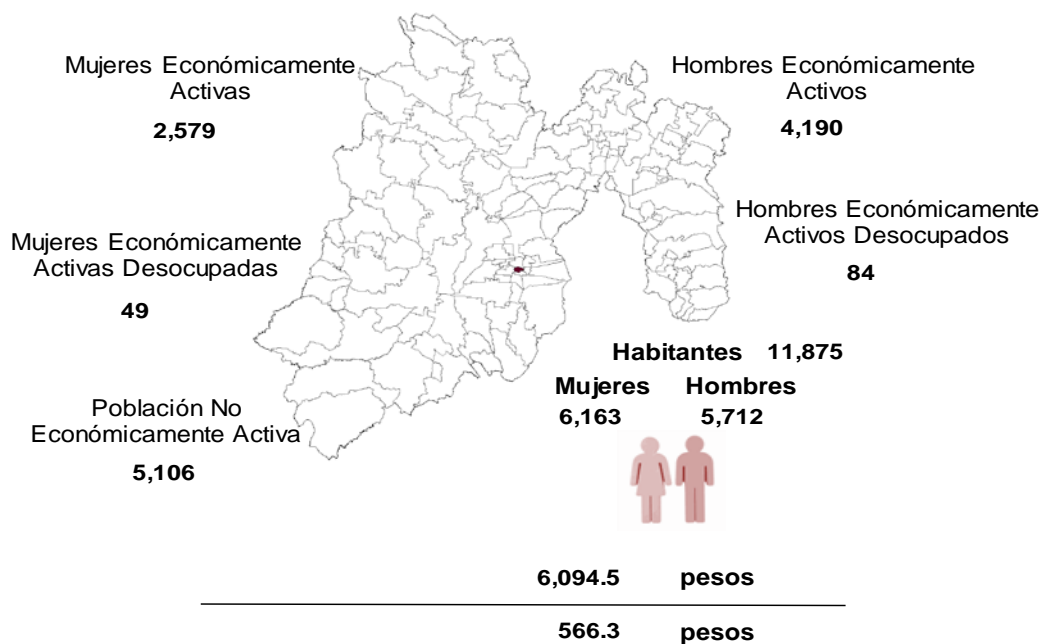 Mujeres Económicamente
Activas
2,579
Hombres Económicamente
Activos
4,190
Mujeres Económicamente
Activas Desocupadas
49
Hombres Económicamente
Activos Desocupados
84
Habitantes 11,875
Mujeres Hombres
6,163 5,712
Población No
Económicamente Activa
5,106
6,094.5 pesos
566.3 pesos